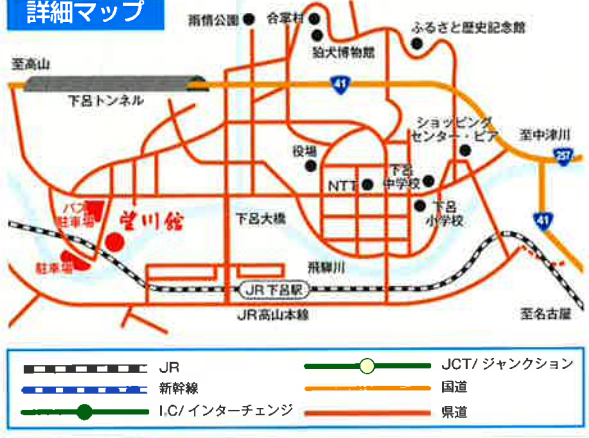 詳細マップ
雨情公園
合掌村
狛犬博物館
ふるさと歴史記念館
至高山
下呂トンネル
41
ショッピング
センター・ピア
至中津川
257
役場
NTT
下呂
中学校
下呂
小学校
バス
駐車場
望川館
下呂大橋
41
駐車場
飛騨川
JR下呂駅
JR高山本線
至名古屋
JR
新幹線
I.C/インターチェンジ
JCT/ジャンクション
国道
県道